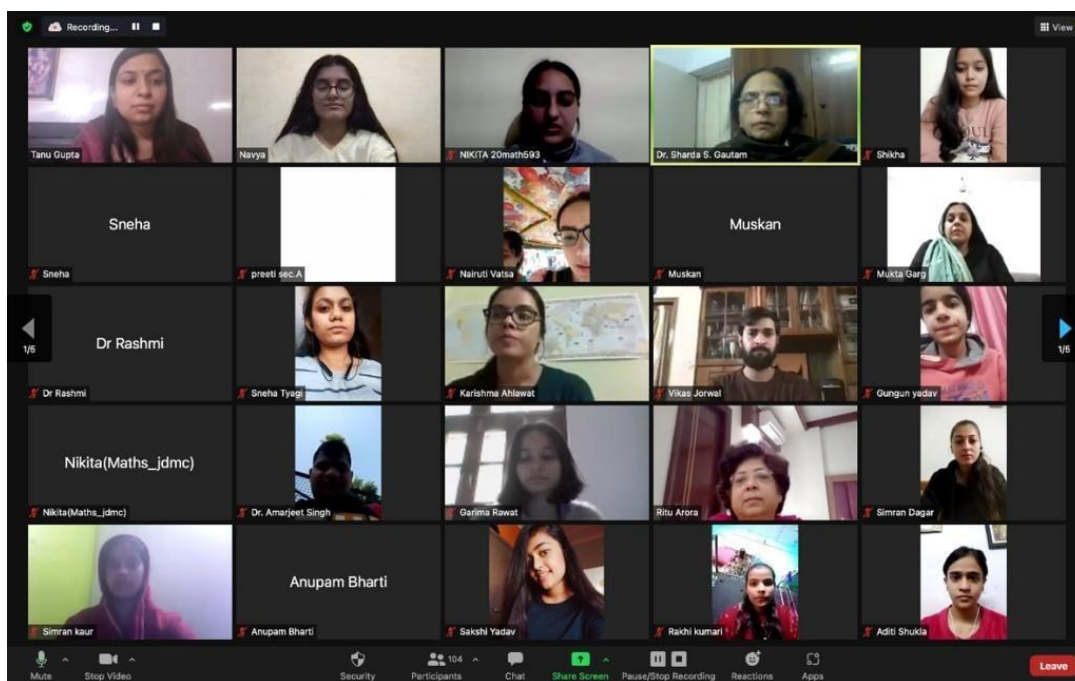 Recording...
View
Tanu Gupta
Navya
NIKITA 20math593
Dr. Sharda S. Gautam
Shikha
Sneha
Sneha
preeti sec.A
Nairuti Vatsa
Muskan
Muskan
Mukta Garg
1/5
Dr Rashmi
Dr Rashmi
Sneha Tyagi
Karishma Ahlawat
Vikas Jorwal
Gungun yadav
1/5
Nikita(Maths_jdmc)
Nikita(Maths_jdmc)
Dr. Amarjeet Singh
Garima Rawat
Ritu Arora
Simran Dagar
Simran kaur
Anupam Bharti
Anupam Bharti
Sakshi Yadav
Rakhi kumari
Aditi Shukla
Mute
Stop Video
Security
104
Participants
Chat
Share Screen
Pause/Stop Recording
Reactions
Apps
Leave